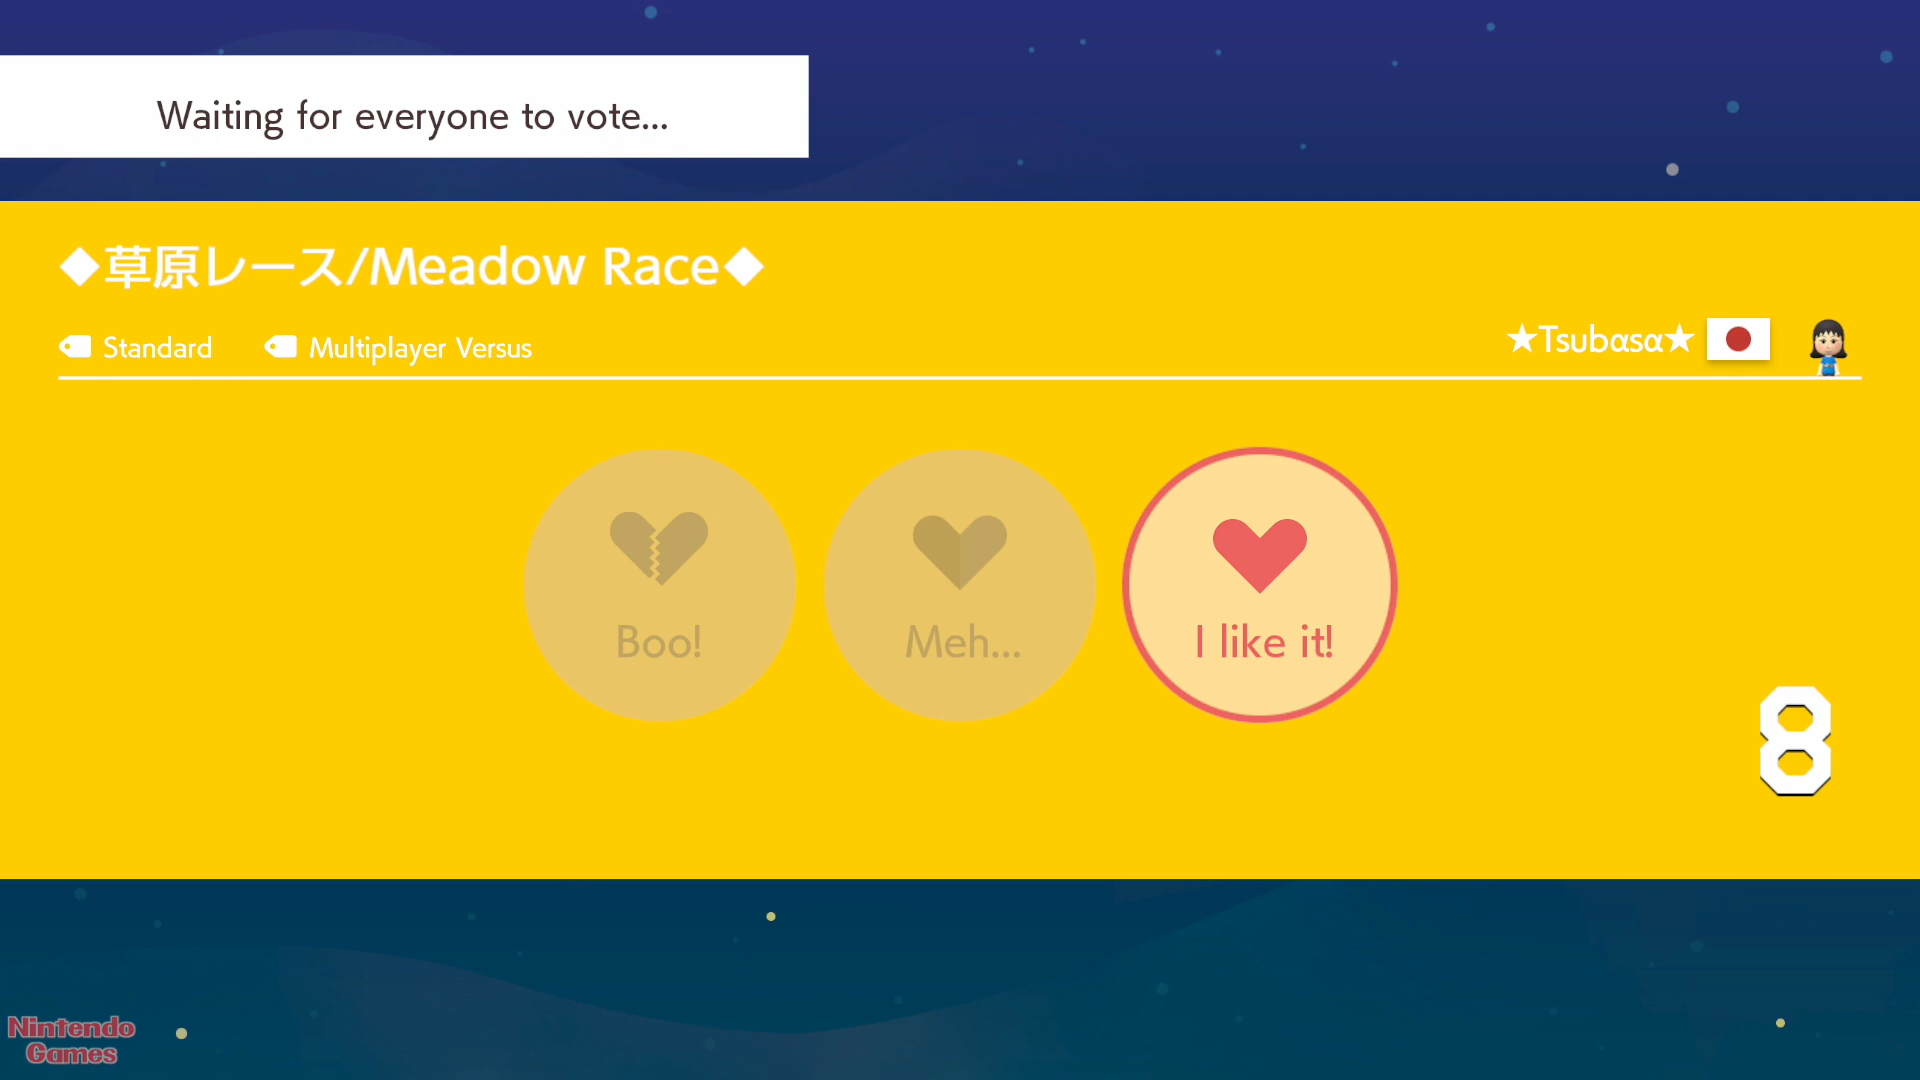 Waiting for everyone to vote...
◆草原レース/Meadow Race◆
Standard Multiplayer Versus
★Tsubαsα★
Boo! Meh... I like it!
8
Nintendo
Games